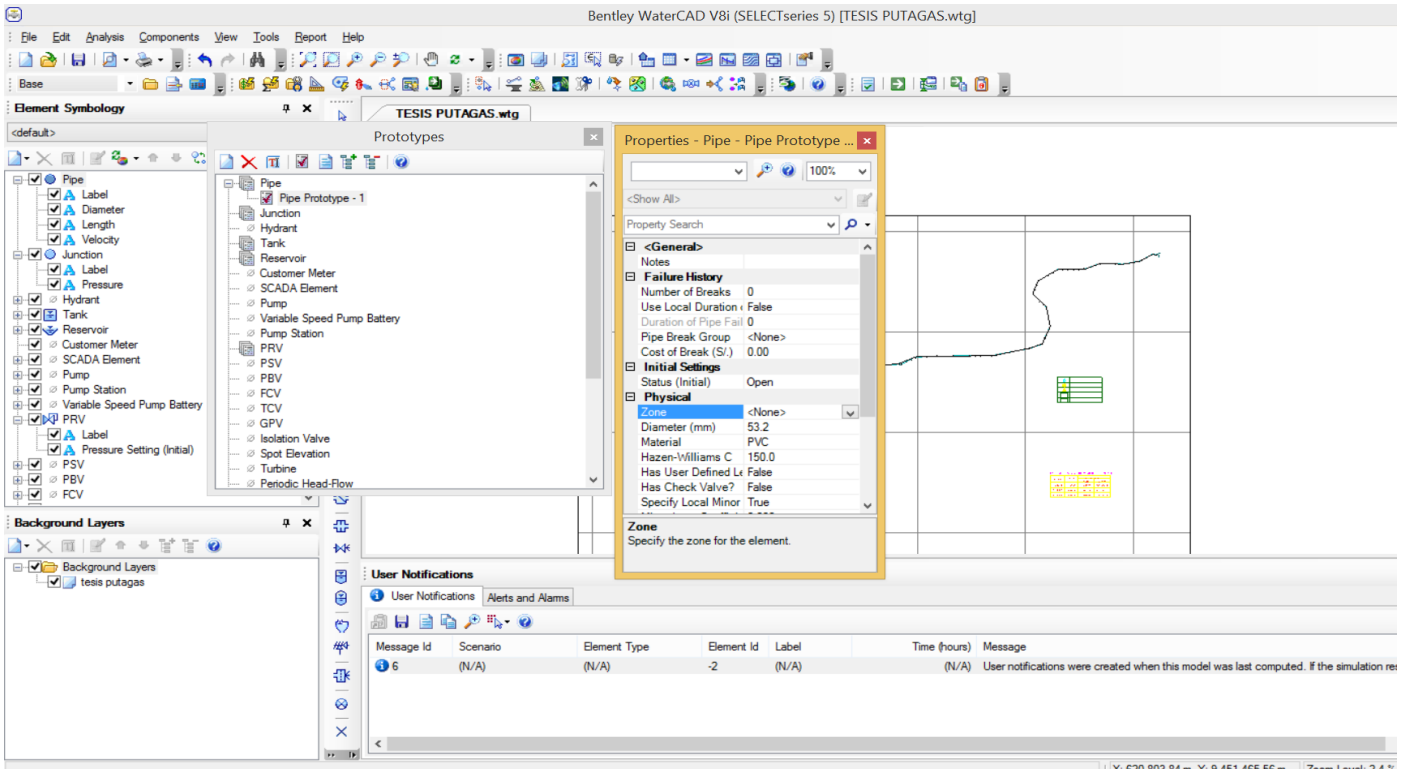 Bentley WaterCAD V8i (SELECTseries 5) [TESIS PUTAGAS.wtg]
File Edit Analysis Components View Tools Report Help
Base
Element Symbology
<default>
Pipe
Label
Diameter
Length
Velocity
Junction
Label
Pressure
Hydrant
Tank
Reservoir
Customer Meter
SCADA Element
Pump
Pump Station
Variable Speed Pump Battery
PRV
Label
Pressure Setting (Initial)
PSV
PBV
FCV
Background Layers
Background Layers
tesis putagas
TESIS PUTAGAS.wtg
Prototypes
Pipe
Pipe Prototype - 1
Junction
Hydrant
Tank
Reservoir
Customer Meter
SCADA Element
Pump
Variable Speed Pump Battery
Pump Station
PRV
PSV
PBV
FCV
TCV
GPV
Isolation Valve
Spot Elevation
Turbine
Periodic Head-Flow
Properties - Pipe - Pipe Prototype ...
100%
<Show All>
Property Search
<General>
Notes
Failure History
Number of Breaks 0
Use Local Duration False
Duration of Pipe Fail 0
Pipe Break Group <None>
Cost of Break (S/.) 0.00
Initial Settings
Status (Initial) Open
Physical
Zone <None>
Diameter (mm) 53.2
Material PVC
Hazen-Williams C 150.0
Has User Defined Le False
Has Check Valve? False
Specify Local Minor True
Zone
Specify the zone for the element.
User Notifications
User Notifications Alerts and Alarms
Message Id Scenario Element Type Element Id Label Time (hours) Message
6 (N/A) (N/A) -2 (N/A) (N/A) User notifications were created when this model was last computed. If the simulation res